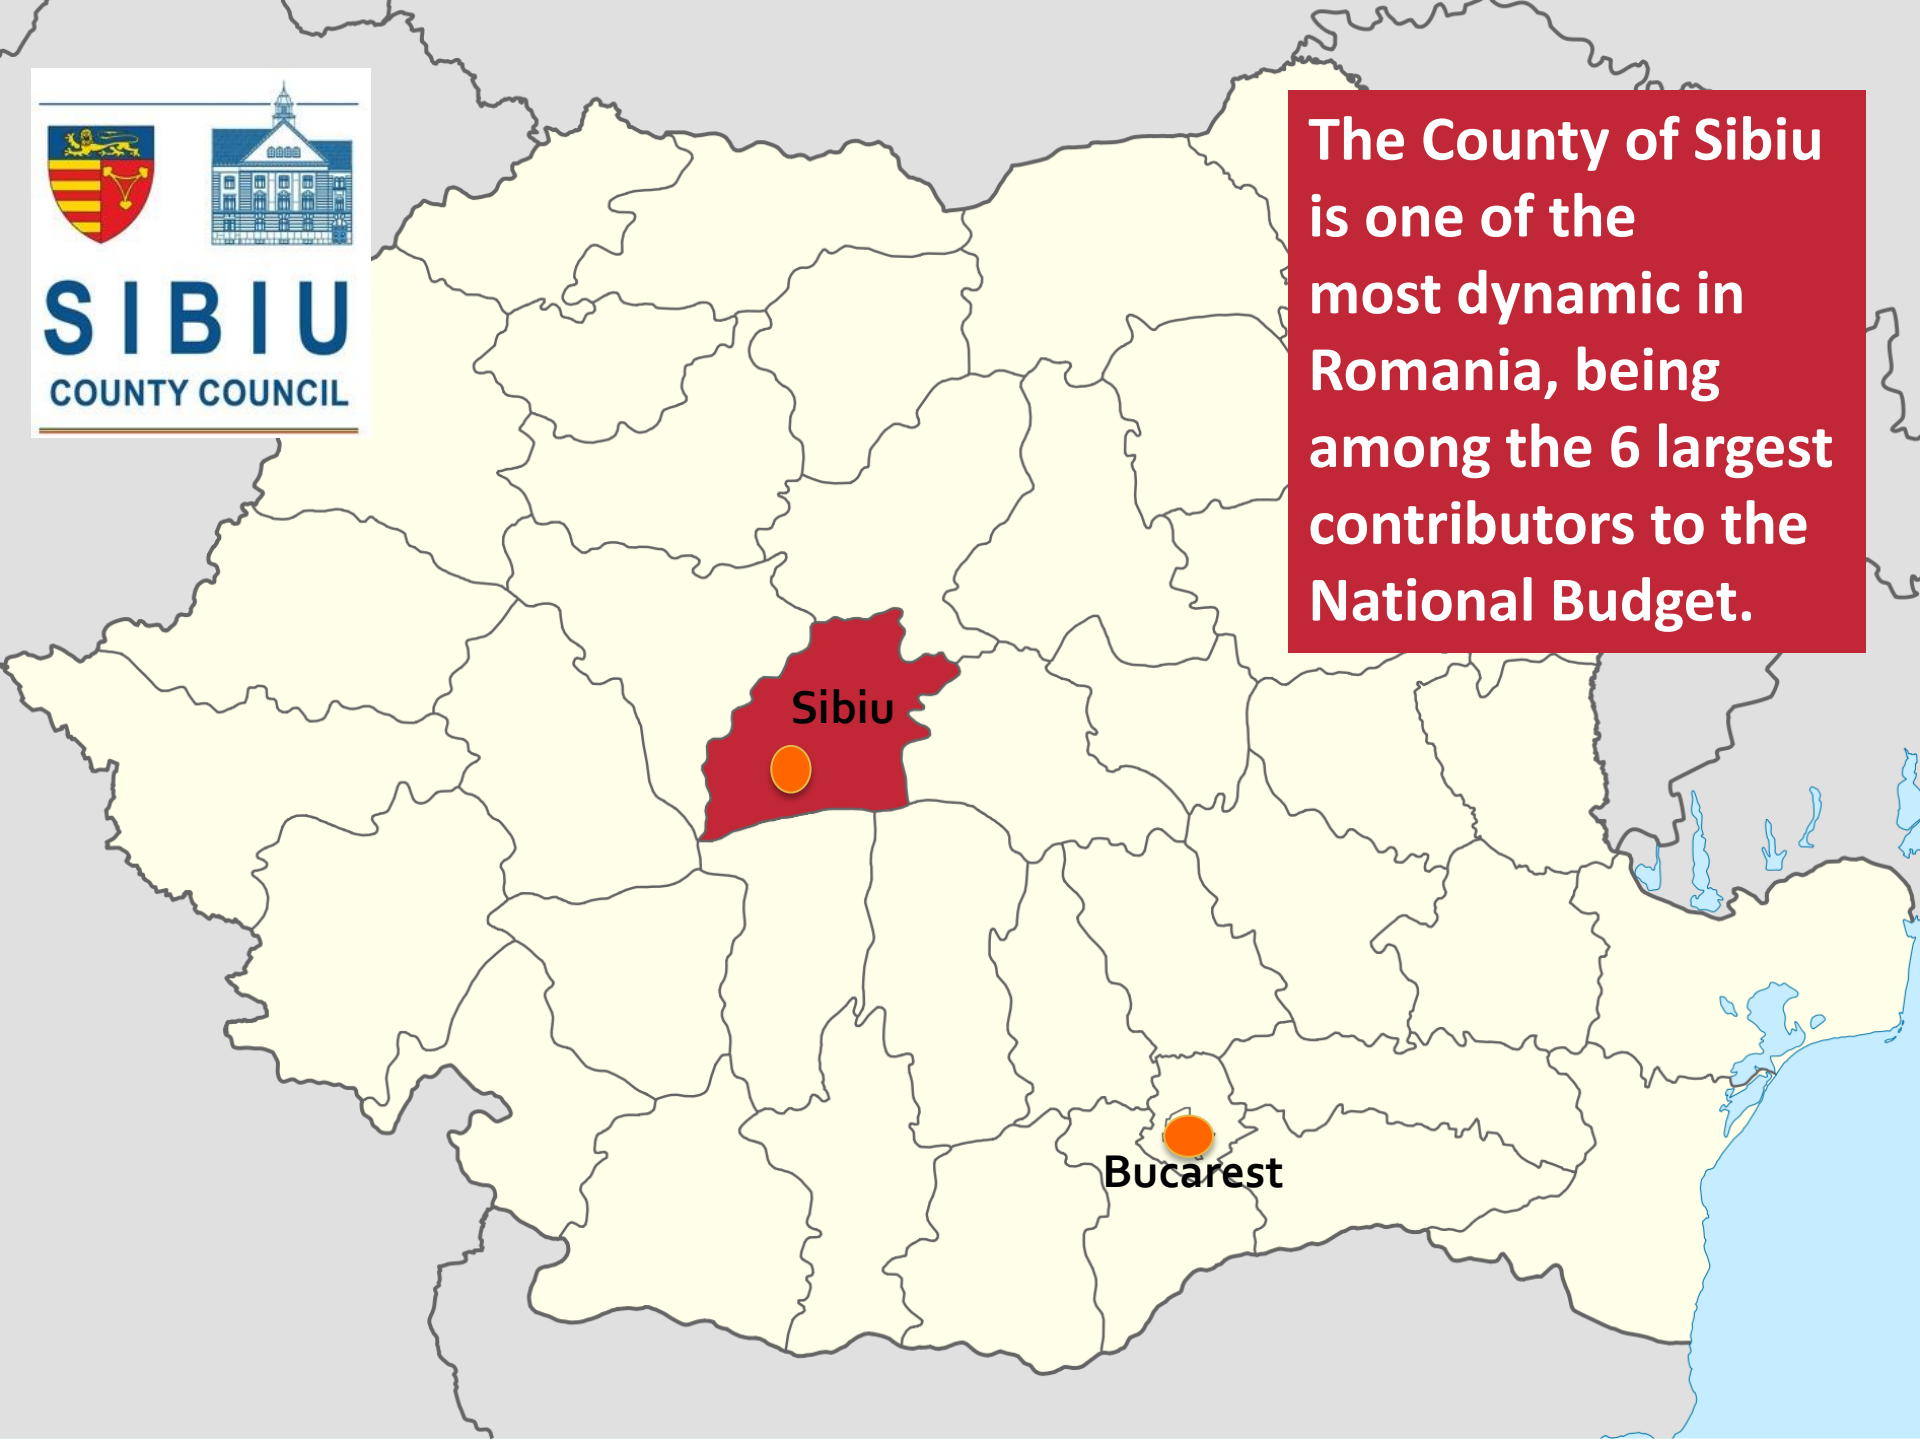 SIBIU
COUNTY COUNCIL
The County of Sibiu
is one of the
most dynamic in
Romania, being
among the 6 largest
contributors to the
National Budget.
Sibiu
Bucarest